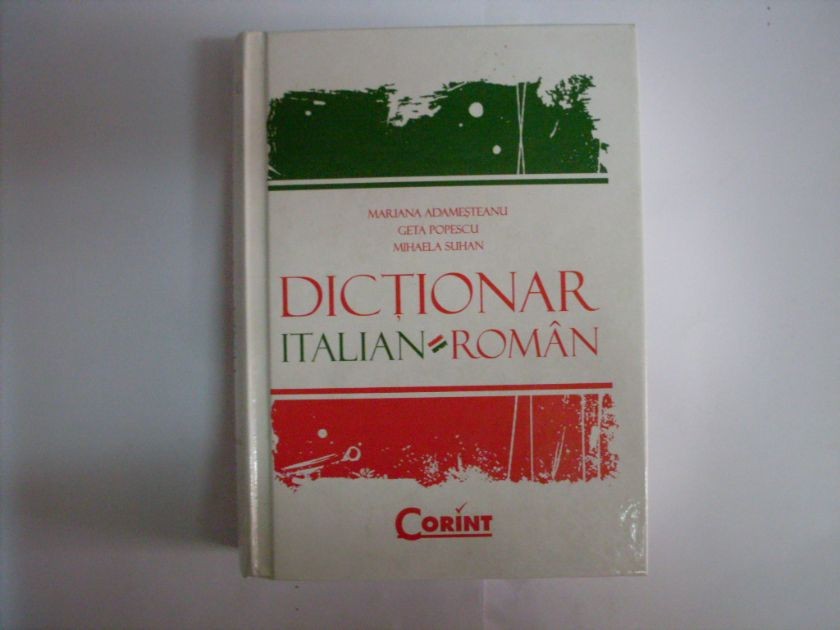 MARIANA ADAMEȘTEANU
GETA POPESCU
MIHAELA SUHAN
DICȚIONAR
ITALIAN-ROMÂN
CORINT